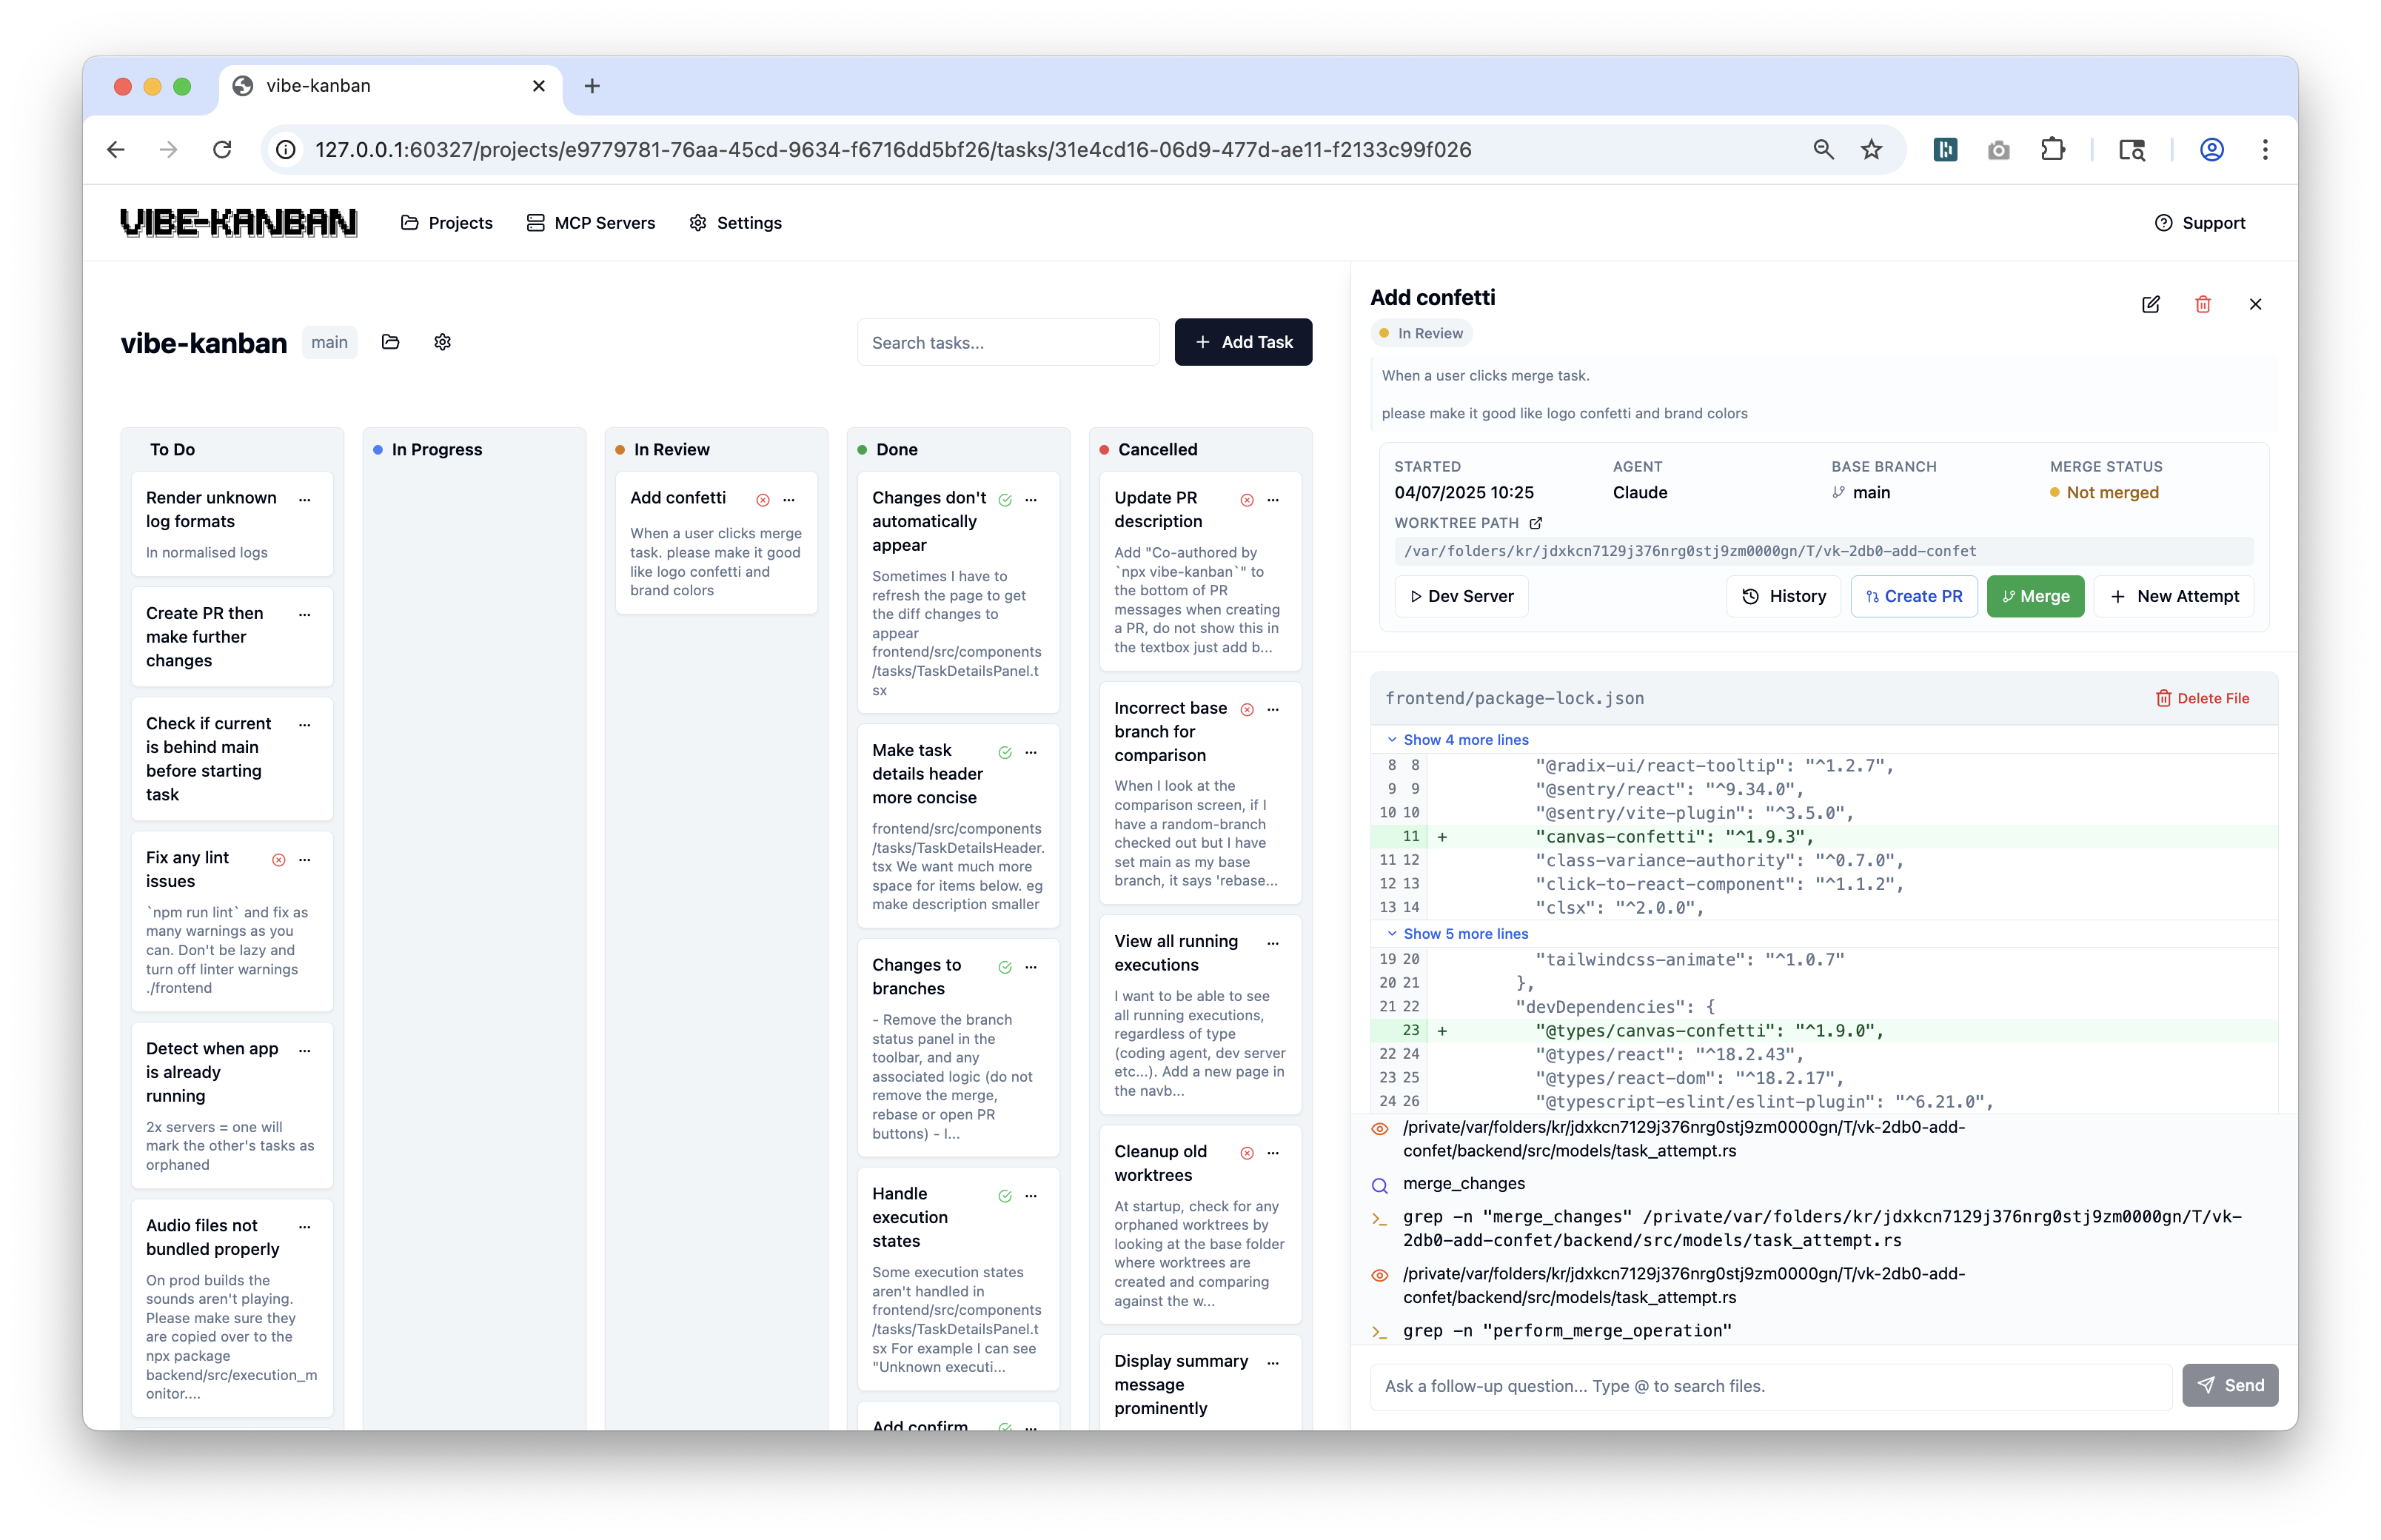 vibe-kanban
127.0.0.1:60327/projects/e9779781-76aa-45cd-9634-f6716dd5bf26/tasks/31e4cd16-06d9-477d-ae11-f2133c99f026
VIBE-KANBAN
Projects
MCP Servers
Settings
Support
vibe-kanban
main
Search tasks...
+ Add Task
To Do
Render unknown
log formats
In normalised logs
Create PR then
make further
changes
Check if current
is behind main
before starting
task
Fix any lint
issues
`npm run lint` and fix as
many warnings as you
can. Don't be lazy and
turn off linter warnings
./frontend
Detect when app
is already
running
2x servers = one will
mark the other's tasks as
orphaned
Audio files not
bundled properly
On prod builds the
sounds aren't playing.
Please make sure they
are copied over to the
npx package
backend/src/execution_m
onitor....
In Progress
In Review
Add confetti
When a user clicks merge
task. please make it good
like logo confetti and
brand colors
Done
Changes don't
automatically
appear
Sometimes I have to
refresh the page to get
the diff changes to
appear
frontend/src/components
/tasks/TaskDetailsPanel.t
sx
Make task
details header
more concise
frontend/src/components
/tasks/TaskDetailsHeader.
tsx We want much more
space for items below. eg
make description smaller
Changes to
branches
- Remove the branch
status panel in the
toolbar, and any
associated logic (do not
remove the merge,
rebase or open PR
buttons) - I...
Handle
execution
states
Some execution states
aren't handled in
frontend/src/components
/tasks/TaskDetailsPanel.t
sx For example I can see
"Unknown executi...
Add confirm
Cancelled
Update PR
description
Add "Co-authored by
`npx vibe-kanban`" to
the bottom of PR
messages when creating
a PR, do not show this in
the textbox just add b...
Incorrect base
branch for
comparison
When I look at the
comparison screen, if I
have a random-branch
checked out but I have
set main as my base
branch, it says 'rebase...
View all running
executions
I want to be able to see
all running executions,
regardless of type
(coding agent, dev server
etc...). Add a new page in
the navb...
Cleanup old
worktrees
At startup, check for any
orphaned worktrees by
looking at the base folder
where worktrees are
created and comparing
against the w...
Display summary
message
prominently
Add confetti
In Review
When a user clicks merge task.
please make it good like logo confetti and brand colors
STARTED
04/07/2025 10:25
AGENT
Claude
BASE BRANCH
main
MERGE STATUS
Not merged
WORKTREE PATH
/var/folders/kr/jdxkcn7129j376nrg0stj9zm0000gn/T/vk-2db0-add-confet
Dev Server
History
Create PR
Merge
+ New Attempt
frontend/package-lock.json
Delete File
Show 4 more lines
8 8 "@radix-ui/react-tooltip": "^1.2.7",
9 9 "@sentry/react": "^9.34.0",
10 10 "@sentry/vite-plugin": "^3.5.0",
11 + "canvas-confetti": "^1.9.3",
11 12 "class-variance-authority": "^0.7.0",
12 13 "click-to-react-component": "^1.1.2",
13 14 "clsx": "^2.0.0",
Show 5 more lines
19 20 "tailwindcss-animate": "^1.0.7"
20 21 },
21 22 "devDependencies": {
23 + "@types/canvas-confetti": "^1.9.0",
22 24 "@types/react": "^18.2.43",
23 25 "@types/react-dom": "^18.2.17",
24 26 "@typescript-eslint/eslint-plugin": "^6.21.0",
/private/var/folders/kr/jdxkcn7129j376nrg0stj9zm0000gn/T/vk-2db0-add-
confet/backend/src/models/task_attempt.rs
merge_changes
grep -n "merge_changes" /private/var/folders/kr/jdxkcn7129j376nrg0stj9zm0000gn/T/vk-
2db0-add-confet/backend/src/models/task_attempt.rs
/private/var/folders/kr/jdxkcn7129j376nrg0stj9zm0000gn/T/vk-2db0-add-
confet/backend/src/models/task_attempt.rs
grep -n "perform_merge_operation"
Ask a follow-up question... Type @ to search files.
Send